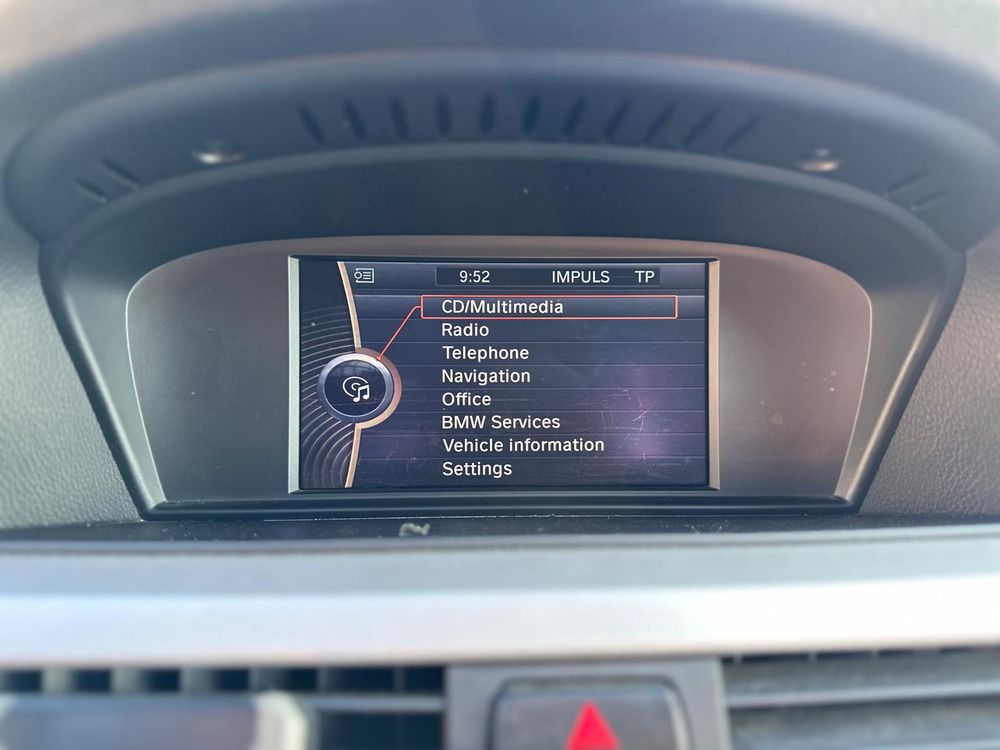 9:52 IMPULS TP
CD/Multimedia
Radio
Telephone
Navigation
Office
BMW Services
Vehicle information
Settings